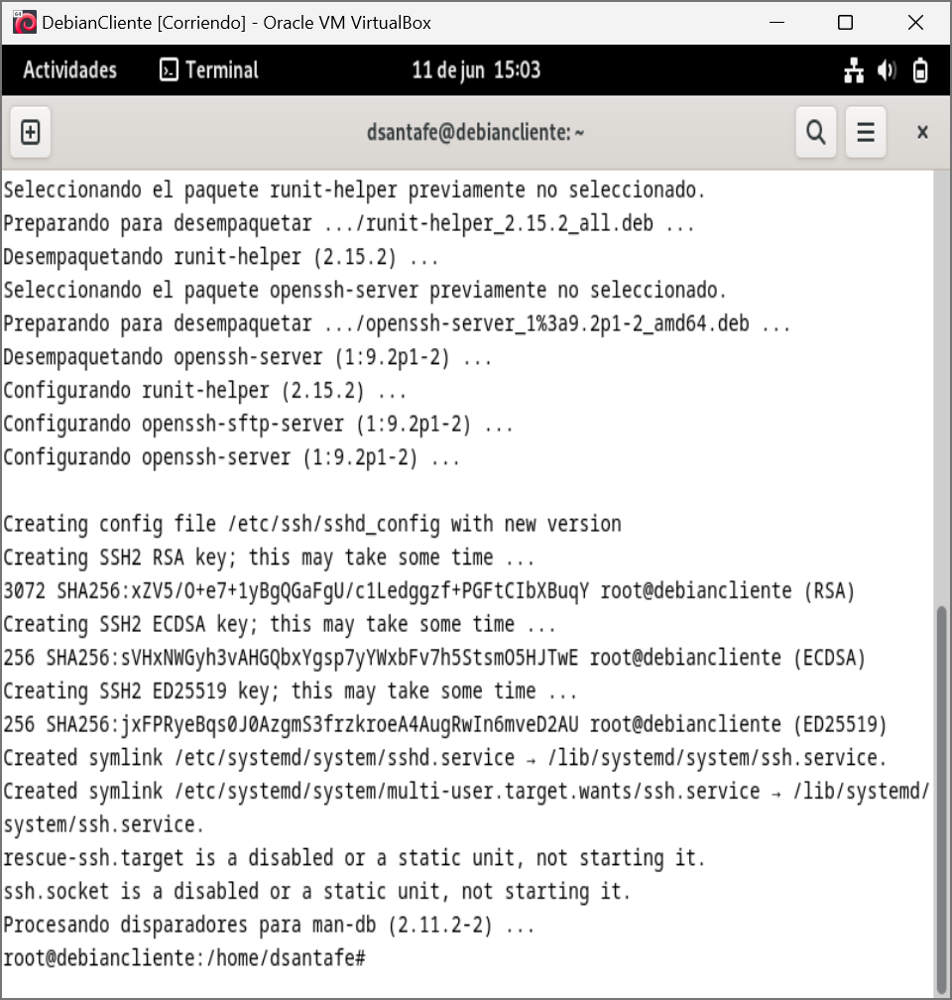 DebianCliente [Corriendo] - Oracle VM VirtualBox
Actividades Terminal 11 de jun 15:03
dsantafe@debiancliente: ~
Seleccionando el paquete runit-helper previamente no seleccionado.
Preparando para desempaquetar .../runit-helper_2.15.2_all.deb ...
Desempaquetando runit-helper (2.15.2) ...
Seleccionando el paquete openssh-server previamente no seleccionado.
Preparando para desempaquetar .../openssh-server_1%3a9.2p1-2_amd64.deb ...
Desempaquetando openssh-server (1:9.2p1-2) ...
Configurando runit-helper (2.15.2) ...
Configurando openssh-sftp-server (1:9.2p1-2) ...
Configurando openssh-server (1:9.2p1-2) ...
Creating config file /etc/ssh/sshd_config with new version
Creating SSH2 RSA key; this may take some time ...
3072 SHA256:xZV5/O+e7+1yBgQGaFgU/c1Ledggzf+PGFtCIbXBuqY root@debiancliente (RSA)
Creating SSH2 ECDSA key; this may take some time ...
256 SHA256:sVHxNWGyh3vAHGQbxYgsp7yYWxbFv7h5StsmO5HJTwE root@debiancliente (ECDSA)
Creating SSH2 ED25519 key; this may take some time ...
256 SHA256:jxFPRyeBqs0J0AzgmS3frzkroeA4AugRwIn6mveD2AU root@debiancliente (ED25519)
Created symlink /etc/systemd/system/sshd.service → /lib/systemd/system/ssh.service.
Created symlink /etc/systemd/system/multi-user.target.wants/ssh.service → /lib/systemd/
system/ssh.service.
rescue-ssh.target is a disabled or a static unit, not starting it.
ssh.socket is a disabled or a static unit, not starting it.
Procesando disparadores para man-db (2.11.2-2) ...
root@debiancliente:/home/dsantafe#